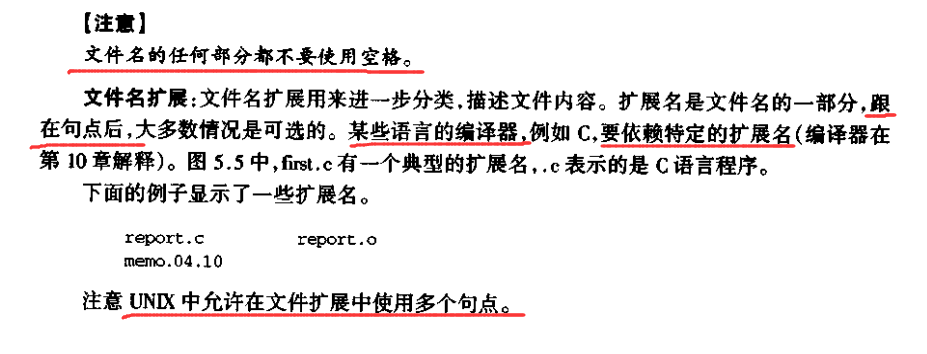 【注意】
文件名的任何部分都不要使用空格。
文件名扩展:文件名扩展用来进一步分类,描述文件内容。扩展名是文件名的一部分,跟
在句点后,大多数情况是可选的。某些语言的编译器,例如 C,要依赖特定的扩展名(编译器在
第 10 章解释)。图 5.5 中,first.c 有一个典型的扩展名,.c 表示的是 C 语言程序。
下面的例子显示了一些扩展名。
report.c report.o
memo.04.10
注意 UNIX 中允许在文件扩展中使用多个句点。